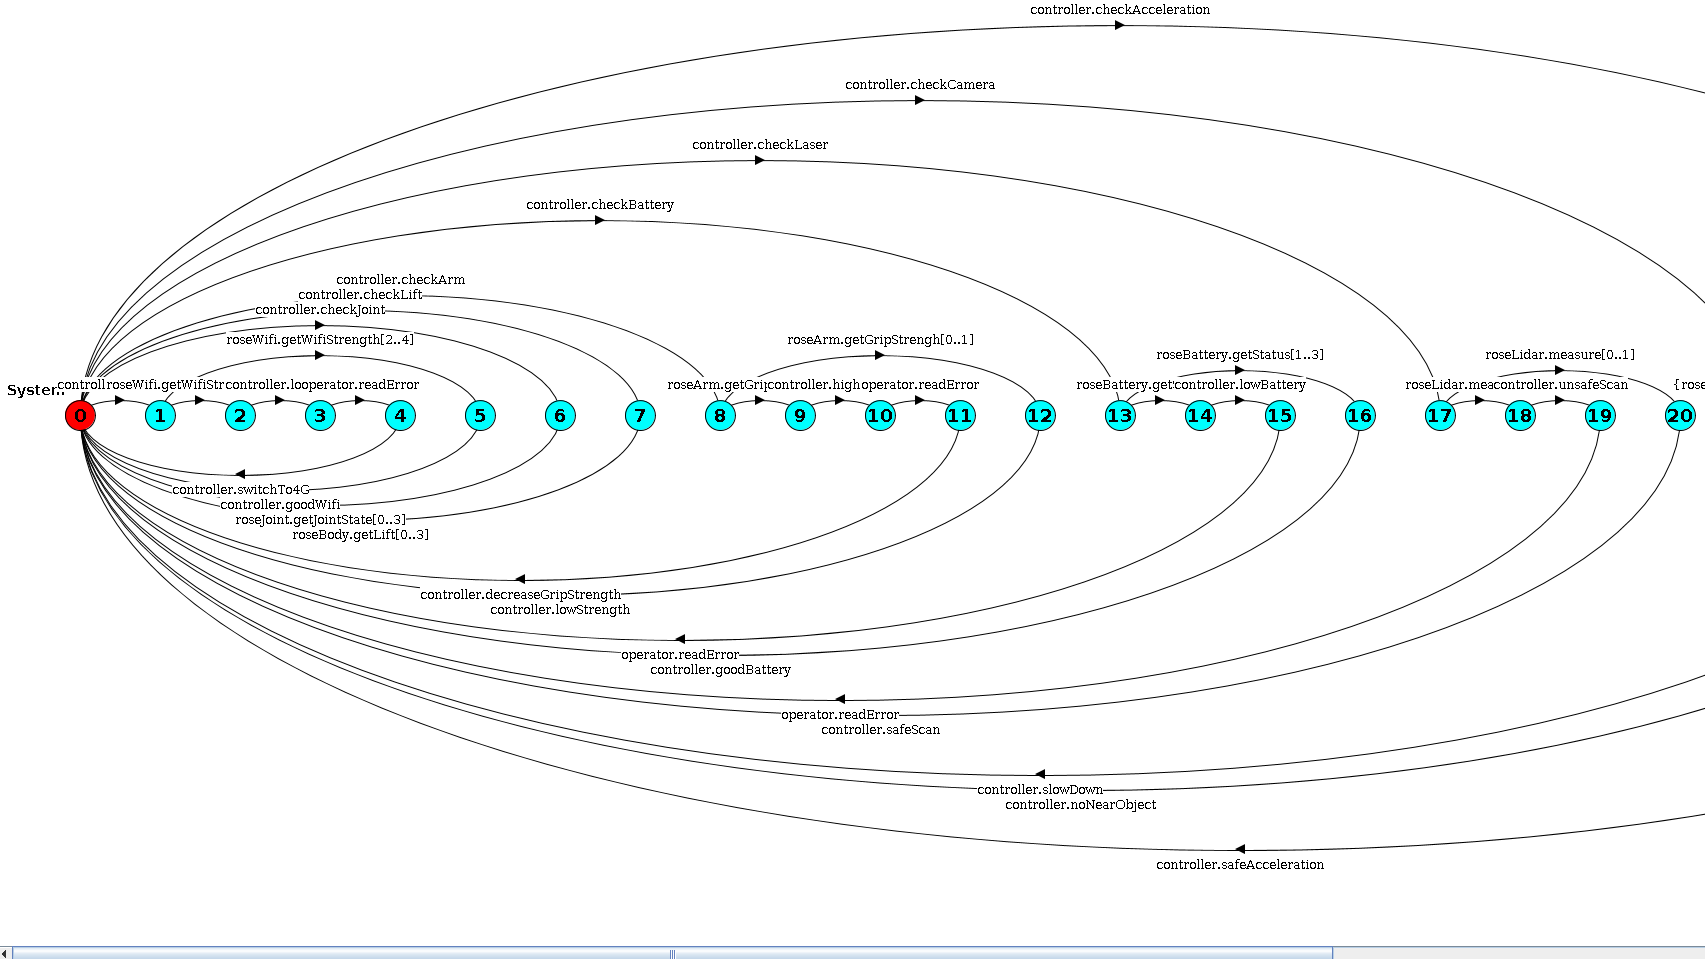 controller.checkAcceleration
controller.checkCamera
controller.checkLaser
controller.checkBattery
controller.checkArm
controller.checkLift
controller.checkJoint
roseWifi.getWifiStrength[2..4]
roseArm.getGripStrengh[0..1]
roseBattery.getStatus[1..3]
roseLidar.measure[0..1]
controll roseWifi.getWifiStr controller.lo operator.readError roseArm.getGrip controller.high operator.readError roseBattery.get controller.lowBattery roseLidar.mea controller.unsafeScan {rose
System..
0 1 2 3 4 5 6 7 8 9 10 11 12 13 14 15 16 17 18 19 20
controller.switchTo4G
controller.goodWifi
roseJoint.getJointState[0..3]
roseBody.getLift[0..3]
controller.decreaseGripStrength
controller.lowStrength
operator.readError
controller.goodBattery
operator.readError
controller.safeScan
controller.slowDown
controller.noNearObject
controller.safeAcceleration